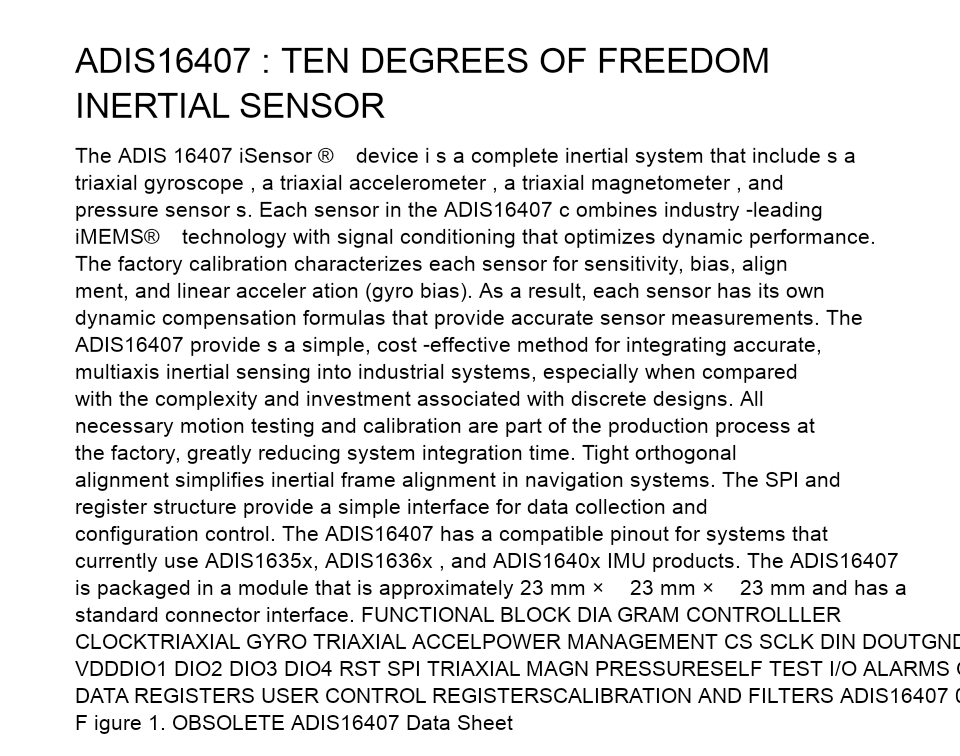 ADIS16407 : TEN DEGREES OF FREEDOM
INERTIAL SENSOR
The ADIS 16407 iSensor ® device i s a complete inertial system that include s a
triaxial gyroscope , a triaxial accelerometer , a triaxial magnetometer , and
pressure sensor s. Each sensor in the ADIS16407 c ombines industry -leading
iMEMS® technology with signal conditioning that optimizes dynamic performance.
The factory calibration characterizes each sensor for sensitivity, bias, align
ment, and linear acceler ation (gyro bias). As a result, each sensor has its own
dynamic compensation formulas that provide accurate sensor measurements. The
ADIS16407 provide s a simple, cost -effective method for integrating accurate,
multiaxis inertial sensing into industrial systems, especially when compared
with the complexity and investment associated with discrete designs. All
necessary motion testing and calibration are part of the production process at
the factory, greatly reducing system integration time. Tight orthogonal
alignment simplifies inertial frame alignment in navigation systems. The SPI and
register structure provide a simple interface for data collection and
configuration control. The ADIS16407 has a compatible pinout for systems that
currently use ADIS1635x, ADIS1636x , and ADIS1640x IMU products. The ADIS16407
is packaged in a module that is approximately 23 mm × 23 mm × 23 mm and has a
standard connector interface. FUNCTIONAL BLOCK DIA GRAM CONTROLLLER
CLOCKTRIAXIAL GYRO TRIAXIAL ACCELPOWER MANAGEMENT CS SCLK DIN DOUTGND
VDDDIO1 DIO2 DIO3 DIO4 RST SPI TRIAXIAL MAGN PRESSURESELF TEST I/O ALARMS
DATA REGISTERS USER CONTROL REGISTERSCALIBRATION AND FILTERS ADIS16407
F igure 1. OBSOLETE ADIS16407 Data Sheet